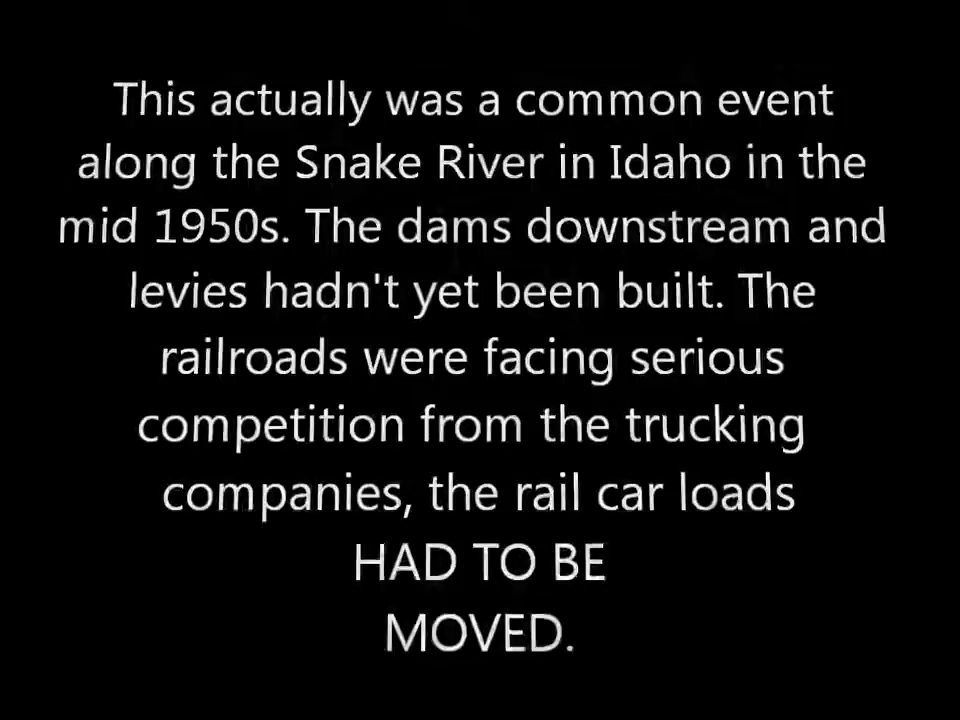 This actually was a common event
along the Snake River in Idaho in the
mid 1950s. The dams downstream and
levies hadn't yet been built. The
railroads were facing serious
competition from the trucking
companies, the rail car loads
HAD TO BE
MOVED.